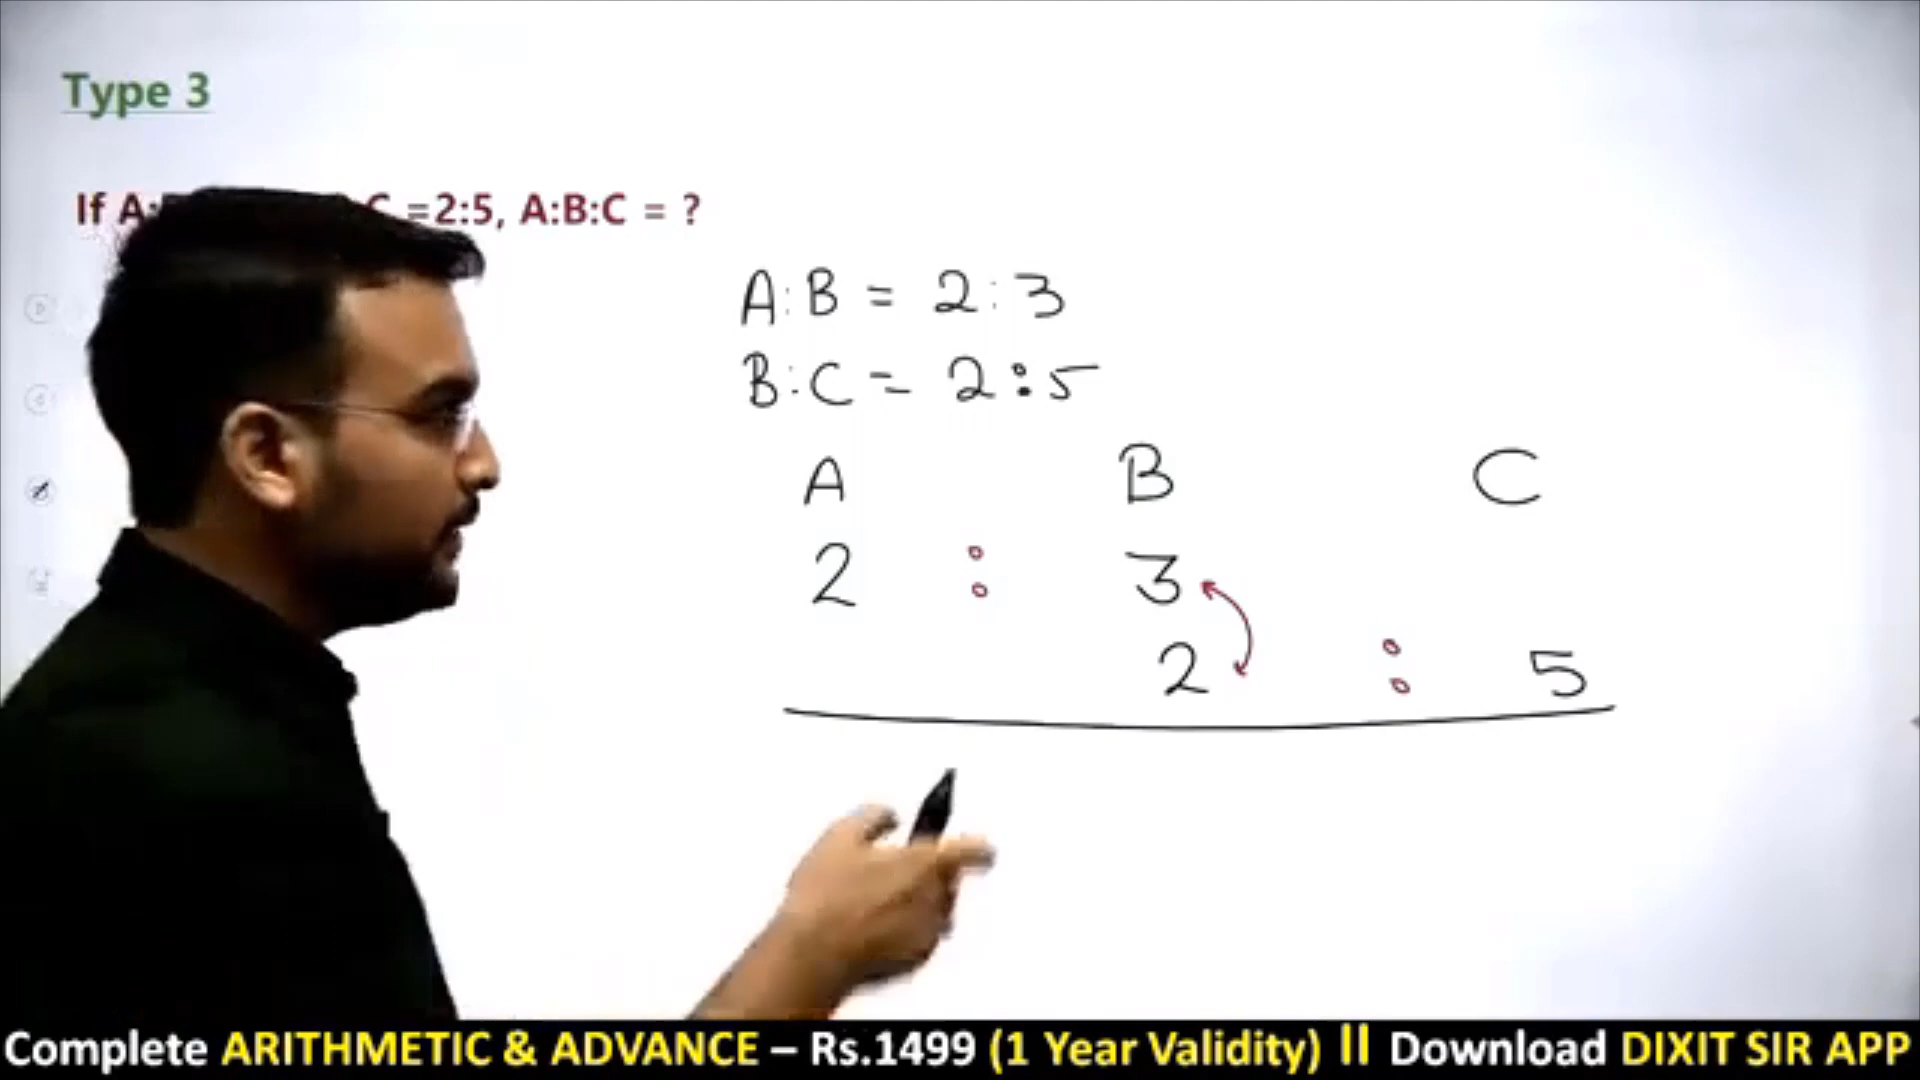 Type 3
If A: C =2:5, A:B:C = ?
A:B = 2:3
B:C = 2:5
A B C
2 : 3
2 : 5
Complete ARITHMETIC & ADVANCE – Rs.1499 (1 Year Validity) || Download DIXIT SIR APP